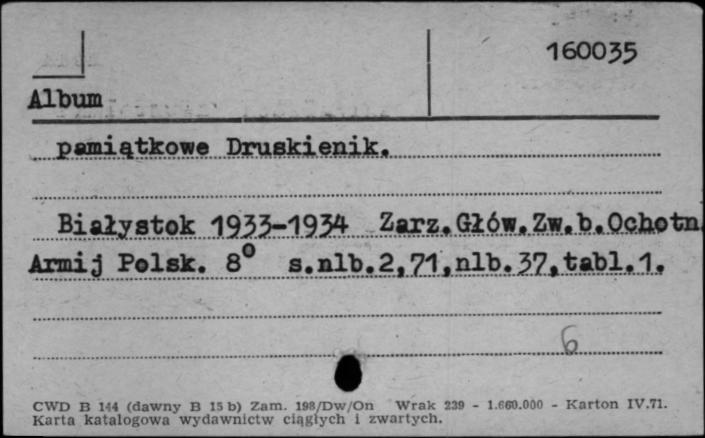 160035
Album
pamiątkowe Druskienik.
Białystok 1933-1934 Zarz.Głów.Zw.b.Ochotn
Armij Polsk. 8° s.nlb.2,71,nlb.37,tabl.1.
6
CWD B 144 (dawny B 15 b) Zam. 198/Dw/On Wrak 239 - 1.660.000 - Karton IV.71.
Karta katalogowa wydawnictw ciągłych i zwartych.